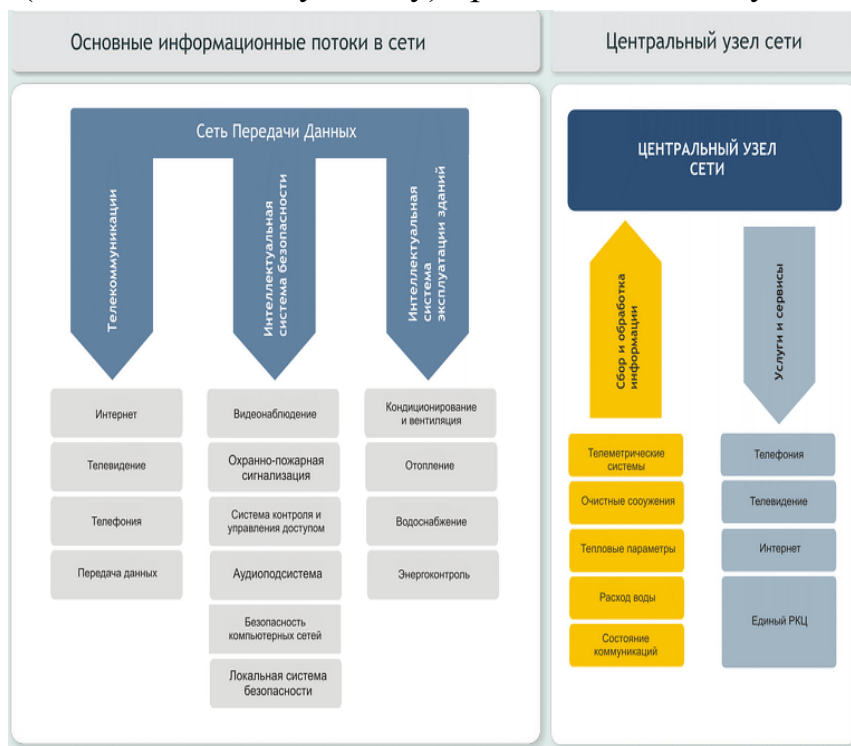 Основные информационные потоки в сети
Сеть Передачи Данных
Телекоммуникации
Интеллектуальная
система безопасности
Интеллектуальная
система
эксплуатации зданий
Интернет
Телевидение
Телефония
Передача данных
Видеонаблюдение
Охранно-пожарная
сигнализация
Система контроля и
управления доступом
Аудиоподсистема
Безопасность
компьютерных сетей
Локальная система
безопасности
Кондиционирование
и вентиляция
Отопление
Водоснабжение
Энергоконтроль
Центральный узел сети
ЦЕНТРАЛЬНЫЙ УЗЕЛ
СЕТИ
Сбор и обработка
информации
Услуги и сервисы
Телеметрические
системы
Очистные сооружения
Тепловые параметры
Расход воды
Состояние
коммуникаций
Телефония
Телевидение
Интернет
Единый РКЦ